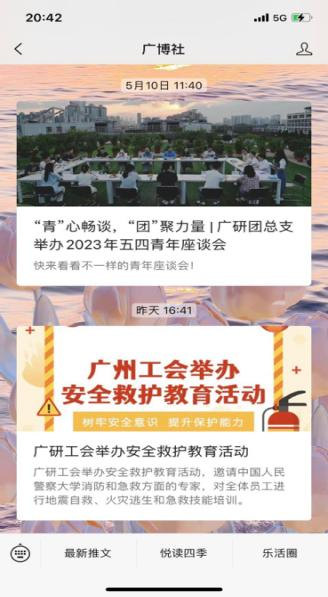 20:42
5G
广博社
5月10日 11:40
“青”心畅谈，“团”聚力量 | 广研团总支
举办2023年五四青年座谈会
快来看看不一样的青年座谈会！
昨天 16:41
广州工会举办
安全救护教育活动
树牢安全意识 提升保护能力
广研工会举办安全救护教育活动
广研工会举办安全救护教育活动，邀请中国人民
警察大学消防和急救方面的专家，对全体员工进
行地震自救、火灾逃生和急救技能培训。
最新推文
悦读四季
乐活圈